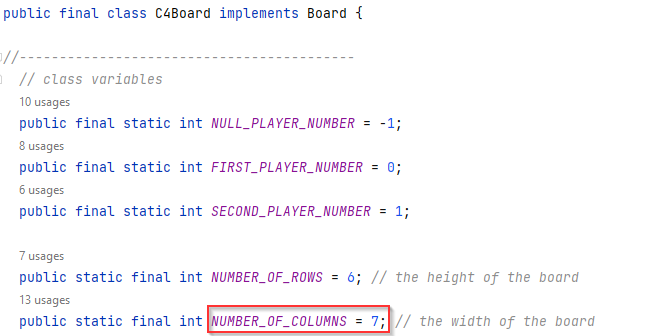 public final class C4Board implements Board {
//------------------------------------------
// class variables
10 usages
public final static int NULL_PLAYER_NUMBER = -1;
8 usages
public final static int FIRST_PLAYER_NUMBER = 0;
6 usages
public final static int SECOND_PLAYER_NUMBER = 1;
7 usages
public static final int NUMBER_OF_ROWS = 6; // the height of the board
13 usages
public static final int NUMBER_OF_COLUMNS = 7; // the width of the board